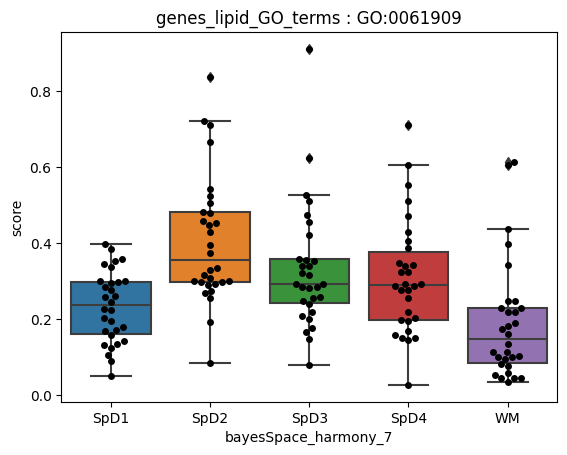 genes_lipid_GO_terms : GO:0061909
score
0.8
0.6
0.4
0.2
0.0
SpD1 SpD2 SpD3 SpD4 WM
bayesSpace_harmony_7